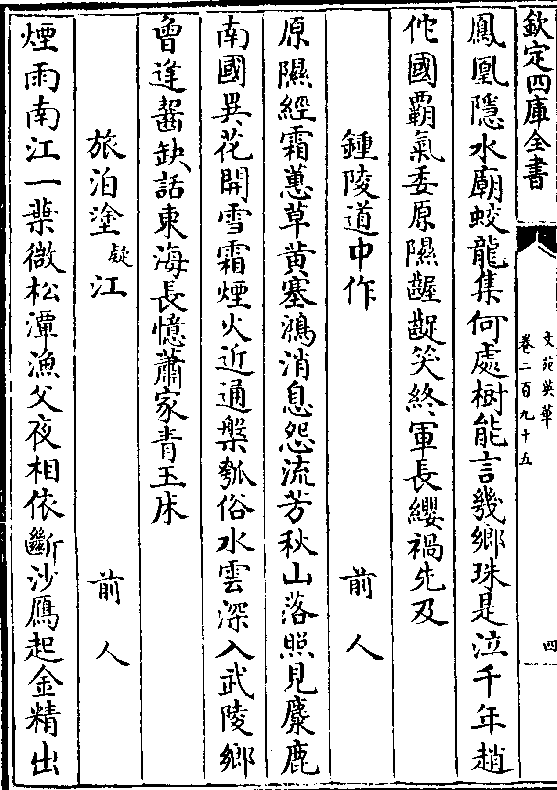 欽定四庫全書
文苑英華
卷二百九十五
四
鳳凰隱水廟蛟龍集何處樹能言幾鄉珠是泣千年趙
佗國霸氣委原隰齷齪笑終軍長纓禍先及
鍾陵道中作
前人
原隰經霜蕙草黄塞鴻消息怨流芳秋山落照見麋鹿
南國異花開雪霜煙火近通槃瓠俗水雲深入武陵鄉
曾逢齧缺話東海長憶蕭家青玉床
旅泊塗疑江
前人
煙雨南江一葉微松潭漁父夜相依斷沙鴈起金精出